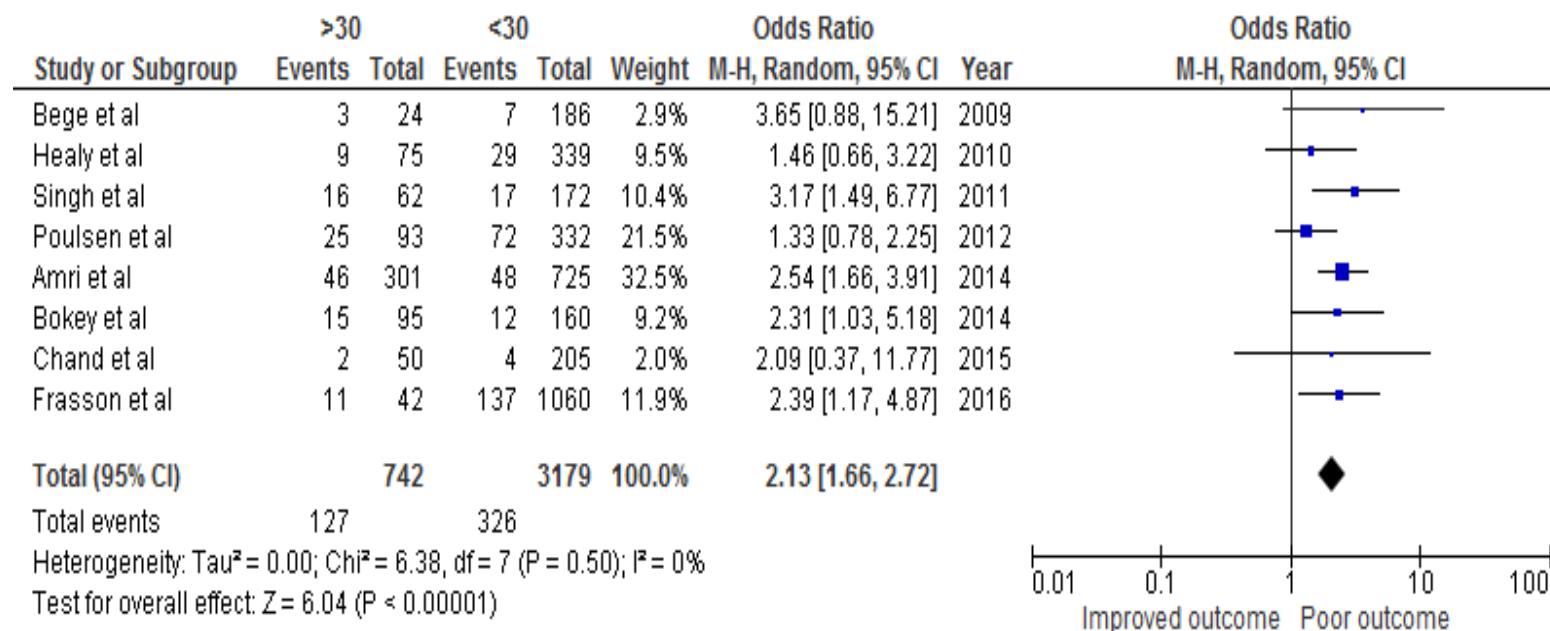 >30 <30 Odds Ratio Odds Ratio
Study or Subgroup Events Total Events Total Weight M-H, Random, 95% CI Year M-H, Random, 95% CI
Bege et al 3 24 7 186 2.9% 3.65 [0.88, 15.21] 2009
Healy et al 9 75 29 339 9.5% 1.46 [0.66, 3.22] 2010
Singh et al 16 62 17 172 10.4% 3.17 [1.49, 6.77] 2011
Poulsen et al 25 93 72 332 21.5% 1.33 [0.78, 2.25] 2012
Amri et al 46 301 48 725 32.5% 2.54 [1.66, 3.91] 2014
Bokey et al 15 95 12 160 9.2% 2.31 [1.03, 5.18] 2014
Chand et al 2 50 4 205 2.0% 2.09 [0.37, 11.77] 2015
Frasson et al 11 42 137 1060 11.9% 2.39 [1.17, 4.87] 2016
Total (95% CI) 742 3179 100.0% 2.13 [1.66, 2.72]
Total events 127 326
Heterogeneity: Tau² = 0.00; Chi² = 6.38, df = 7 (P = 0.50); I² = 0%
Test for overall effect: Z = 6.04 (P < 0.00001)
0.01 0.1 1 10 100
Improved outcome Poor outcome